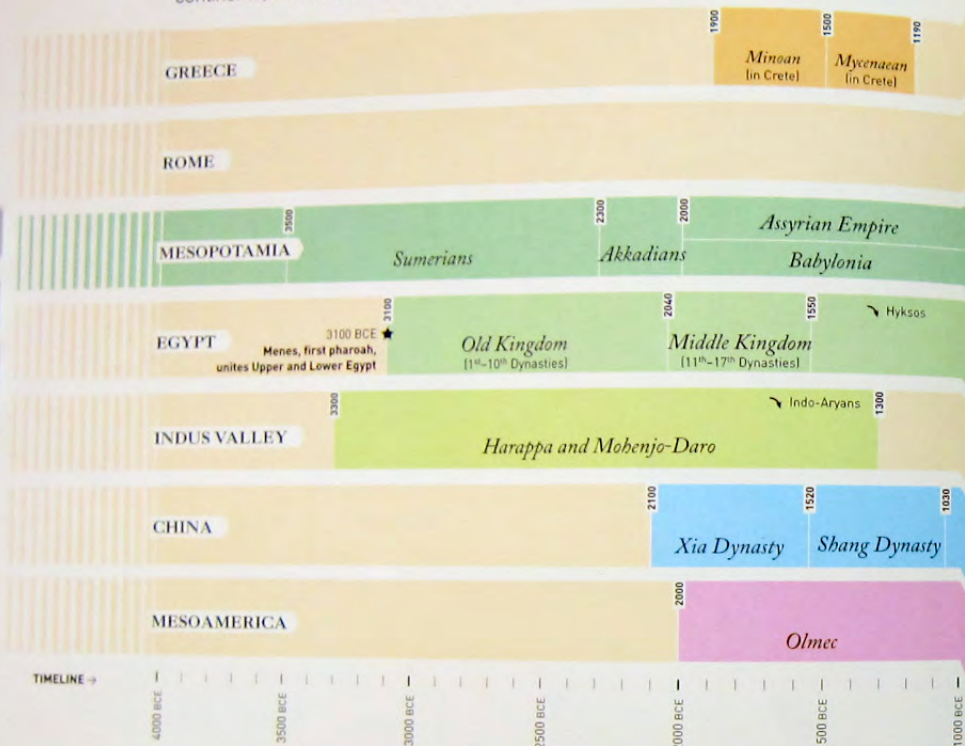 1900
1500
1190
GREECE
Minoan
(in Crete)
Mycenaean
(in Crete)
ROME
3500
2300
2000
MESOPOTAMIA
Sumerians
Akkadians
Assyrian Empire
Babylonia
3100
2040
1550
EGYPT
3100 BCE
Menes, first pharoah,
unites Upper and Lower Egypt
Old Kingdom
(1st–10th Dynasties)
Middle Kingdom
(11th–17th Dynasties)
Hyksos
3300
1300
INDUS VALLEY
Harappa and Mohenjo-Daro
Indo-Aryans
2100
1520
1030
CHINA
Xia Dynasty
Shang Dynasty
2000
MESOAMERICA
Olmec
TIMELINE →
4000 BCE
3500 BCE
3000 BCE
2500 BCE
2000 BCE
500 BCE
1000 BCE